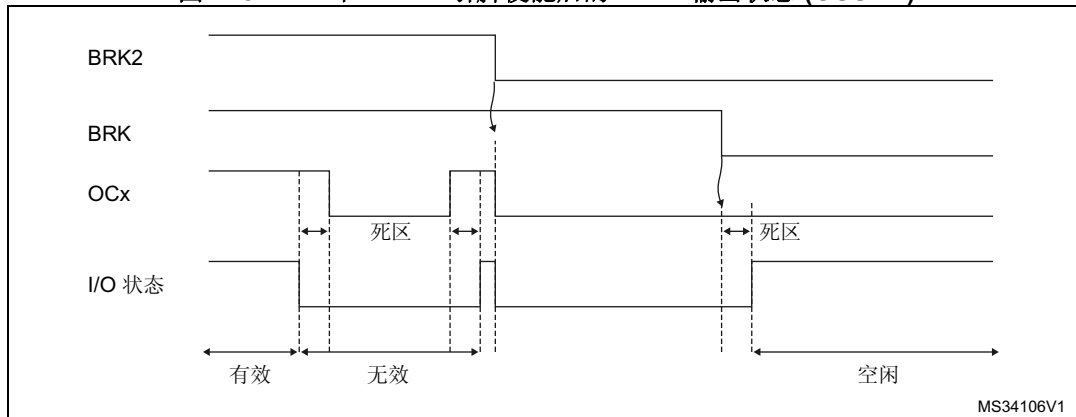 BRK2
BRK
OCx
死区
死区
I/O 状态
有效
无效
空闲
MS34106V1